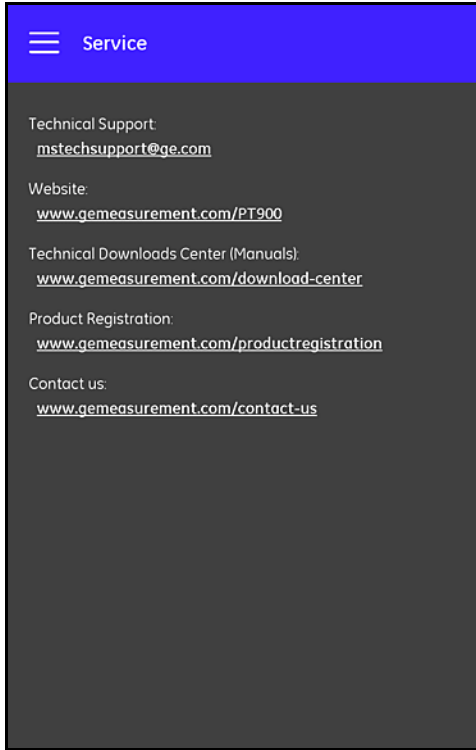 Service
Technical Support:
mstechsupport@ge.com
Website:
www.gemeasurement.com/PT900
Technical Downloads Center (Manuals):
www.gemeasurement.com/download-center
Product Registration:
www.gemeasurement.com/productregistration
Contact us:
www.gemeasurement.com/contact-us